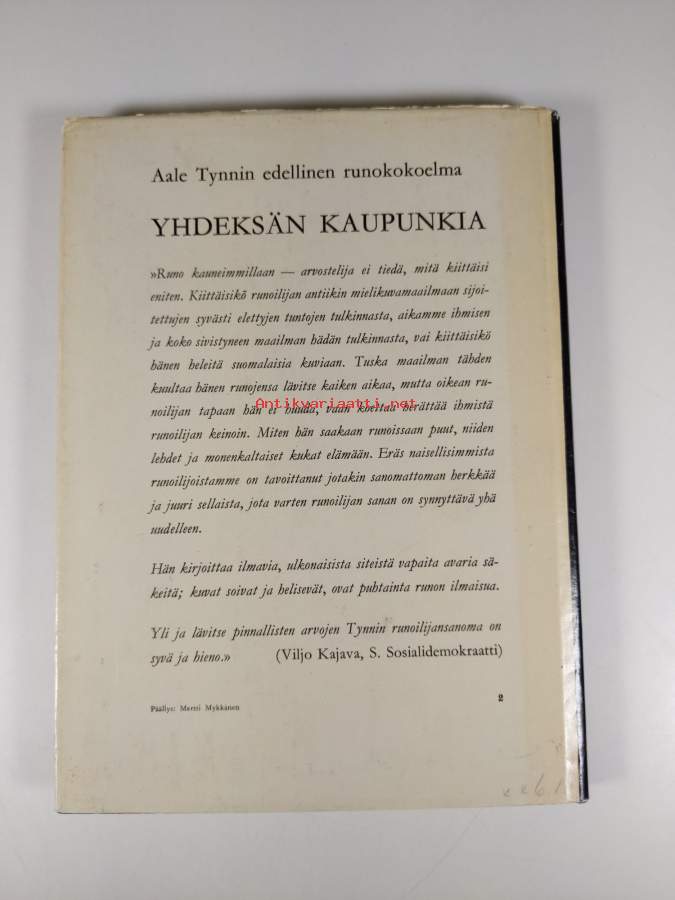 Aale Tynnin edellinen runokokoelma
YHDEKSÄN KAUPUNKIA
»Runo kauneimmillaan — arvostelija ei tiedä, mitä kiittäisi
eniten. Kiittäisikö runoilijan antiikin mielikuvamaailmaan sijoi-
tettujen syvästi elettyjen tuntojen tulkinnasta, aikamme ihmisen
ja koko sivistyneen maailman hädän tulkinnasta, vai kiittäisikö
hänen heleitä suomalaisia kuviaan. Tuska maailman tähden
kuultaa hänen runojensa lävitse kaiken aikaa, mutta oikean ru-
Antikvariaatti.net
noilijan tapaan hän ei huuda, vaan koettaa herättää ihmistä
runoilijan keinoin. Miten hän saakaan runoissaan puut, niiden
lehdet ja monenkaltaiset kukat elämään. Eräs naisellisimmista
runoilijoistamme on tavoittanut jotakin sanomattoman herkkää
ja juuri sellaista, jota varten runoilijan sanan on synnyttävä yhä
uudelleen.
Hän kirjoittaa ilmavia, ulkonaisista siteistä vapaita avaria sä-
keitä; kuvat soivat ja helisevät, ovat puhtainta runon ilmaisua.
Yli ja lävitse pinnallisten arvojen Tynnin runoilijansanoma on
syvä ja hieno.» (Viljo Kajava, S. Sosialidemokraatti)
2
Päällys: Martti Mykkänen